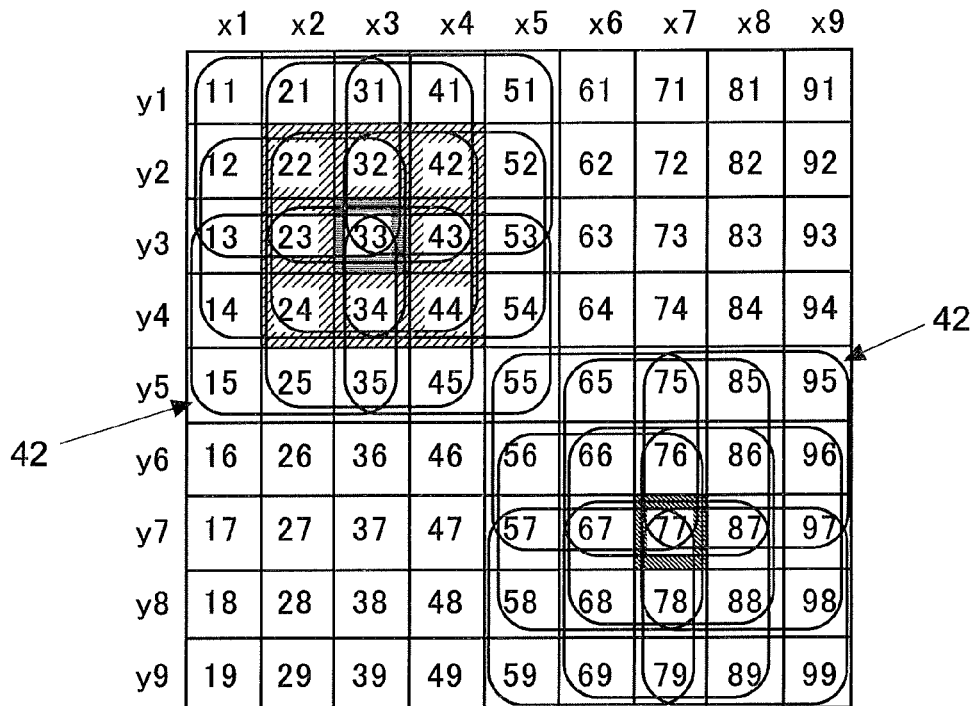 x1 x2 x3 x4 x5 x6 x7 x8 x9
y1 11 21 31 41 51 61 71 81 91
y2 12 22 32 42 52 62 72 82 92
y3 13 23 33 43 53 63 73 83 93
y4 14 24 34 44 54 64 74 84 94
42
y5 15 25 35 45 55 65 75 85 95
42
y6 16 26 36 46 56 66 76 86 96
y7 17 27 37 47 57 67 77 87 97
y8 18 28 38 48 58 68 78 88 98
y9 19 29 39 49 59 69 79 89 99